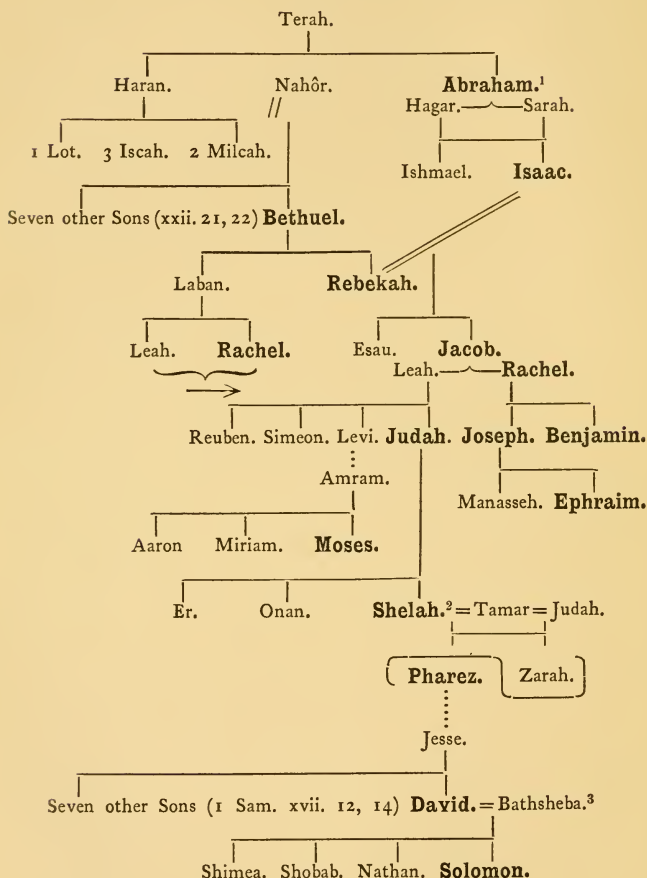 Terah.
Haran. Nahôr. Abraham.¹
Hagar. Sarah.
1 Lot. 3 Iscah. 2 Milcah.
Ishmael. Isaac.
Seven other Sons (xxii. 21, 22) Bethuel.
Laban. Rebekah.
Leah. Rachel. Esau. Jacob.
Leah. Rachel.
Reuben. Simeon. Levi. Judah. Joseph. Benjamin.
Amram.
Manasseh. Ephraim.
Aaron Miriam. Moses.
Er. Onan. Shelah.² = Tamar = Judah.
Pharez. Zarah.
Jesse.
Seven other Sons (1 Sam. xvii. 12, 14) David. = Bathsheba.³
Shimea. Shobab. Nathan. Solomon.